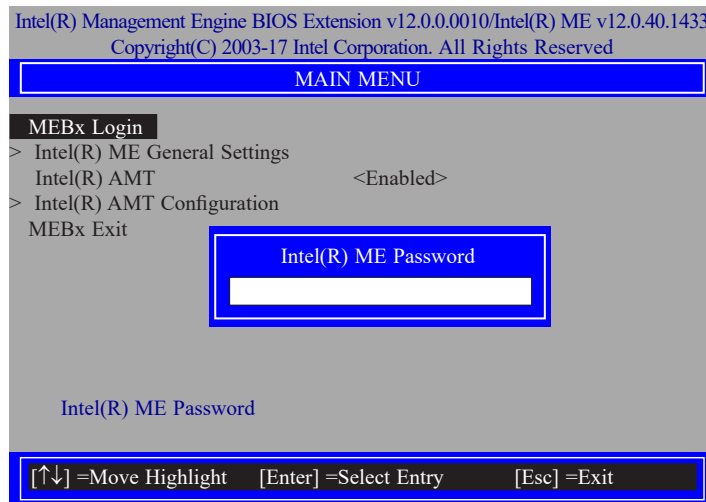 Intel(R) Management Engine BIOS Extension v12.0.0.0010/Intel(R) ME v12.0.40.1433
Copyright(C) 2003-17 Intel Corporation. All Rights Reserved
MAIN MENU
MEBx Login
> Intel(R) ME General Settings
Intel(R) AMT <Enabled>
> Intel(R) AMT Configuration
MEBx Exit
Intel(R) ME Password
Intel(R) ME Password
[↑↓] =Move Highlight [Enter] =Select Entry [Esc] =Exit